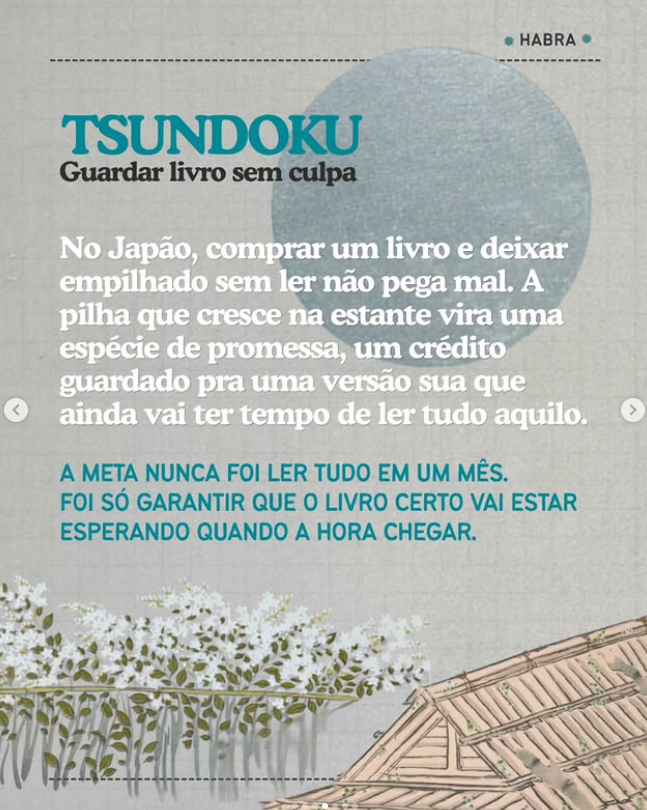 HABRA
TSUNDOKU
Guardar livro sem culpa
No Japão, comprar um livro e deixar
empilhado sem ler não pega mal. A
pilha que cresce na estante vira uma
espécie de promessa, um crédito
guardado pra uma versão sua que
ainda vai ter tempo de ler tudo aquilo.
A META NUNCA FOI LER TUDO EM UM MÊS.
FOI SÓ GARANTIR QUE O LIVRO CERTO VAI ESTAR
ESPERANDO QUANDO A HORA CHEGAR.